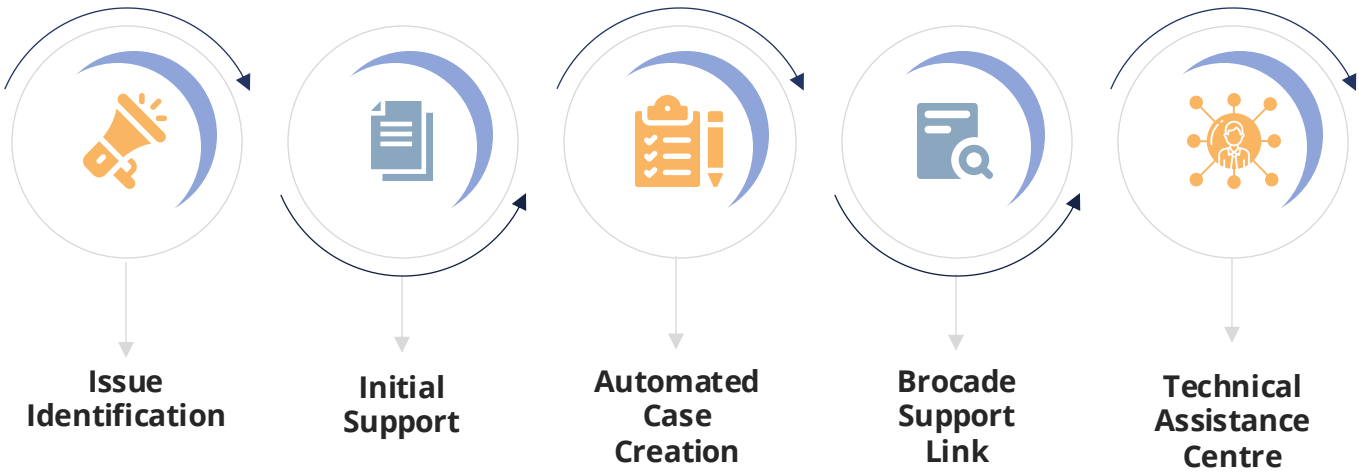 Issue
Identification
Initial
Support
Automated
Case
Creation
Brocade
Support
Link
Technical
Assistance
Centre